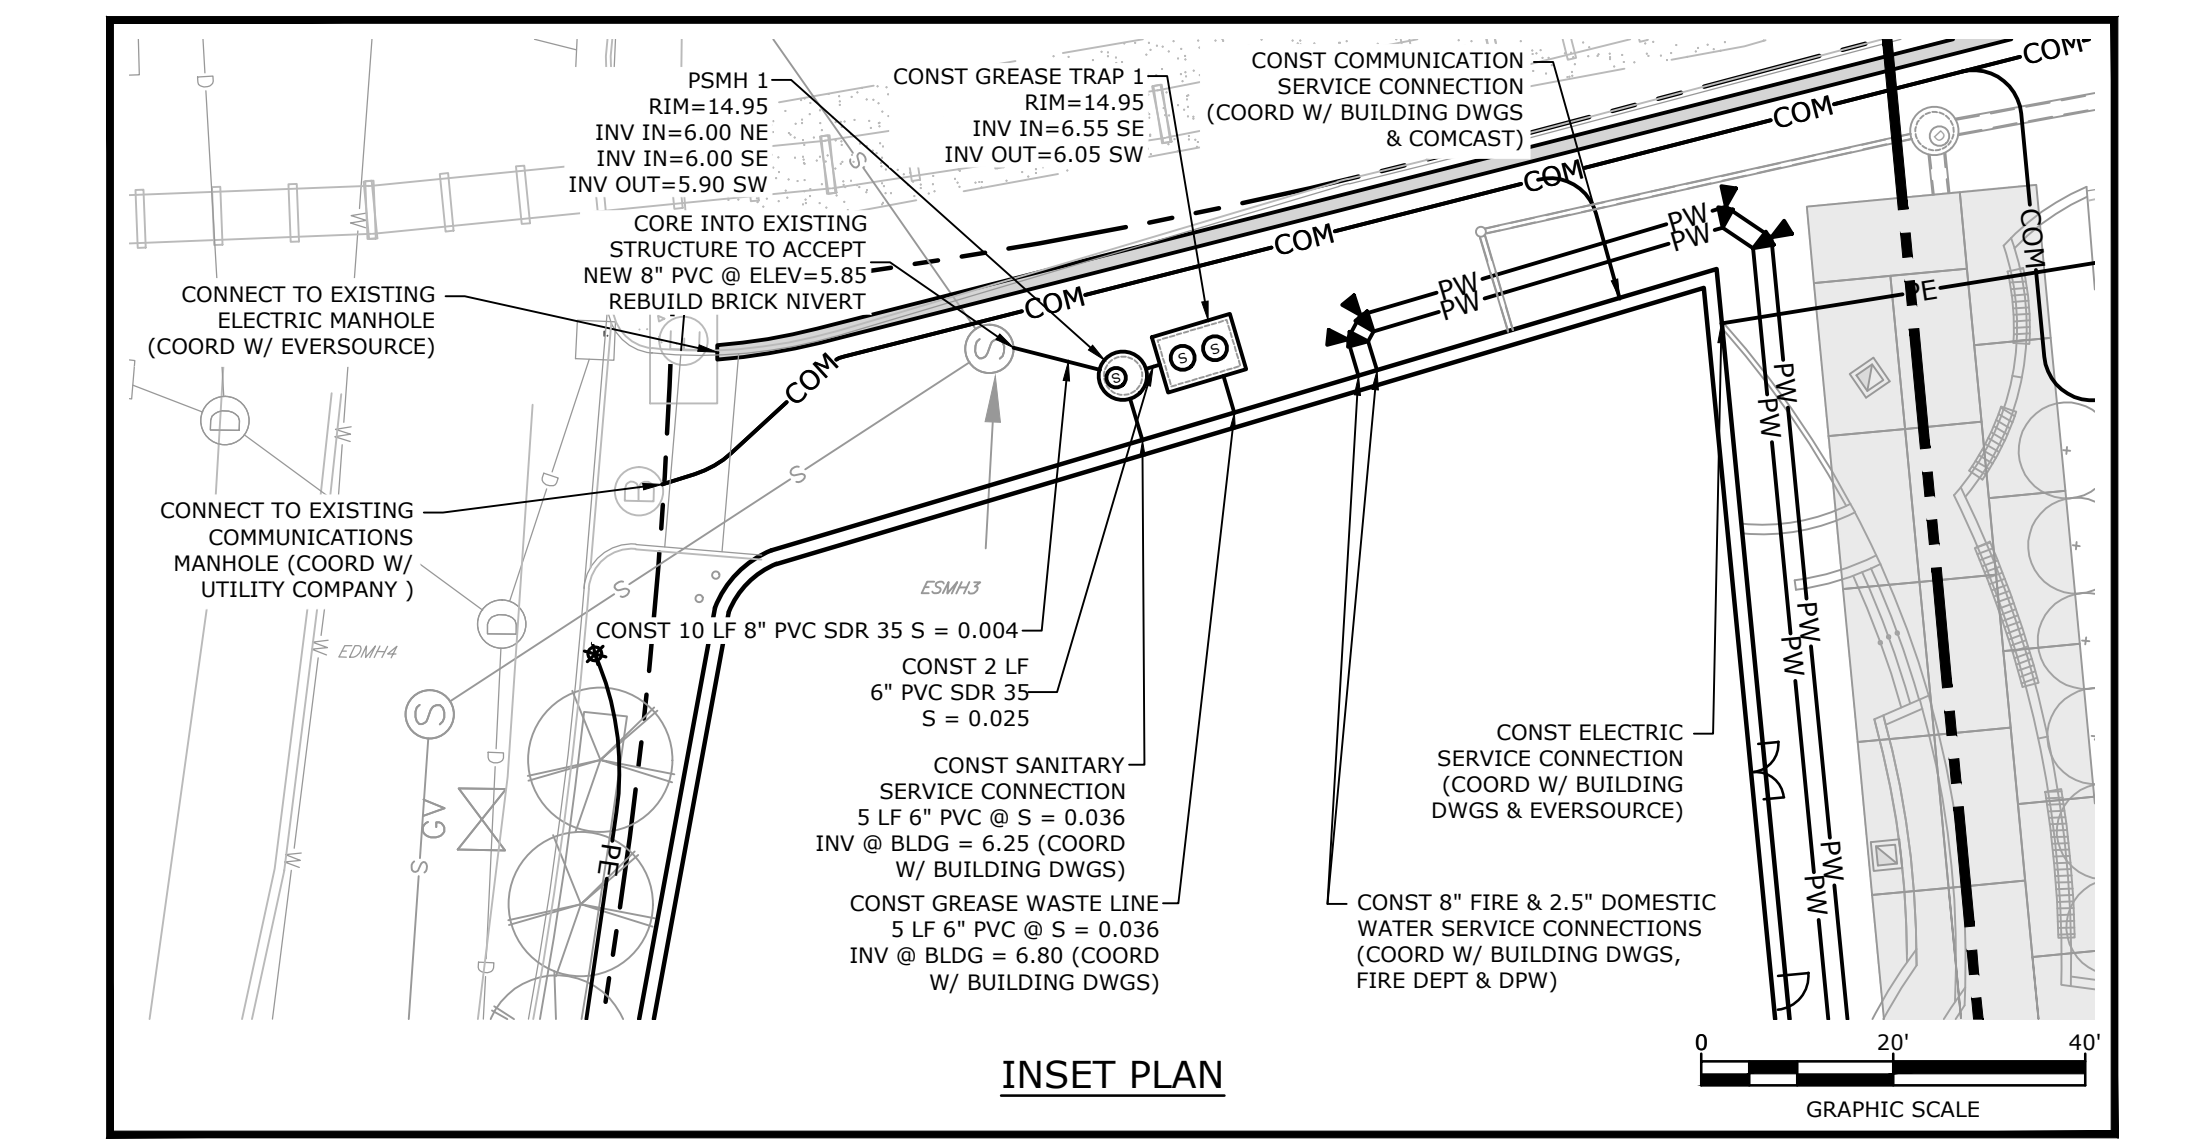 PSMH 1
RIM=14.95
INV IN=6.00 NE
INV IN=6.00 SE
INV OUT=5.90 SW
CONST GREASE TRAP 1
RIM=14.95
INV IN=6.55 SE
INV OUT=6.05 SW
CONST COMMUNICATION
SERVICE CONNECTION
(COORD W/ BUILDING DWGS
& COMCAST)
CORE INTO EXISTING
STRUCTURE TO ACCEPT
NEW 8" PVC @ ELEV=5.85
REBUILD BRICK NIVERT
CONNECT TO EXISTING
ELECTRIC MANHOLE
(COORD W/ EVERSOURCE)
CONNECT TO EXISTING
COMMUNICATIONS
MANHOLE (COORD W/
UTILITY COMPANY )
COM
COM
COM
COM
COM
COM
COM
PW
PW
PW
PW
PE
PW
PW
PW
PW
PW
PW
PE
D
D
D
D
D
D
D
W
W
W
W
S
S
S
S
S
S
S
S
S
B
E
GV
ESMH3
EDMH4
CONST 10 LF 8" PVC SDR 35 S = 0.004
CONST 2 LF
6" PVC SDR 35
S = 0.025
CONST SANITARY
SERVICE CONNECTION
5 LF 6" PVC @ S = 0.036
INV @ BLDG = 6.25 (COORD
W/ BUILDING DWGS)
CONST GREASE WASTE LINE
5 LF 6" PVC @ S = 0.036
INV @ BLDG = 6.80 (COORD
W/ BUILDING DWGS)
CONST ELECTRIC
SERVICE CONNECTION
(COORD W/ BUILDING
DWGS & EVERSOURCE)
CONST 8" FIRE & 2.5" DOMESTIC
WATER SERVICE CONNECTIONS
(COORD W/ BUILDING DWGS,
FIRE DEPT & DPW)
INSET PLAN
0 20' 40'
GRAPHIC SCALE